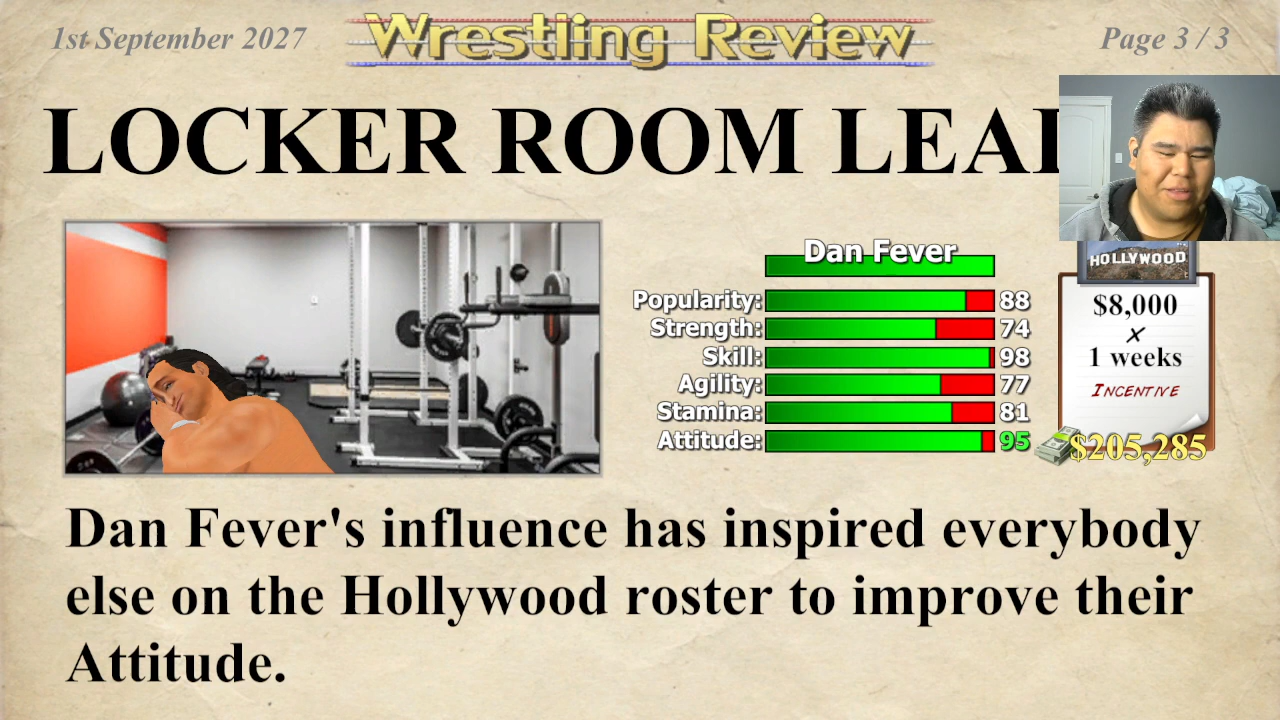 1st September 2027
Wrestling Review
Page 3 / 3
LOCKER ROOM
Dan Fever
Popularity: 88
Strength: 74
Skill: 98
Agility: 77
Stamina: 81
Attitude: 95
HOLLYWOOD
$8,000
x
1 weeks
INCENTIVE
$205,285
Dan Fever's influence has inspired everybody
else on the Hollywood roster to improve their
Attitude.